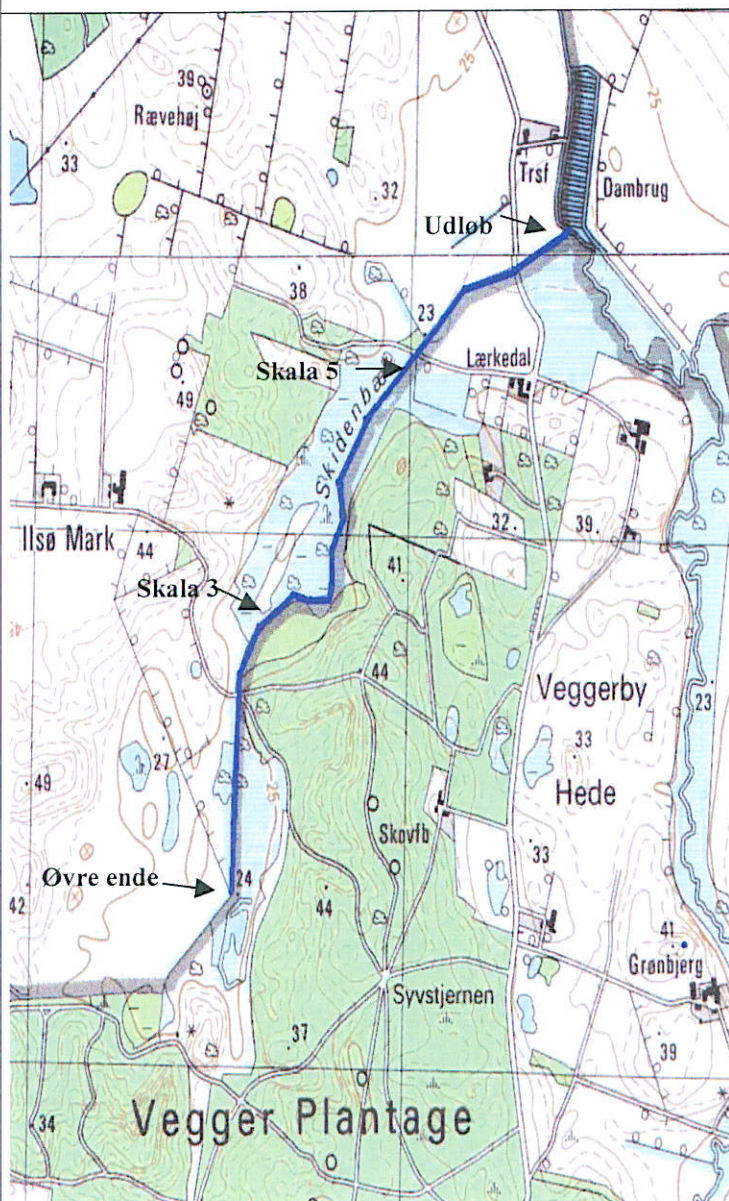 39
Rævehøj
25
33
32
Trsf
Dambrug
Udløb
38
23
Lærkedal
Skala 5
Skidenbæk
49
Ilsø Mark
44
32.
39.
41
Skala 3
44
Veggerby
23
33
Hede
27
49
25
Skovfb
33
Øvre ende
24
42
44
41
Grønbjerg
Syvstjernen
37
39
Vegger Plantage
34